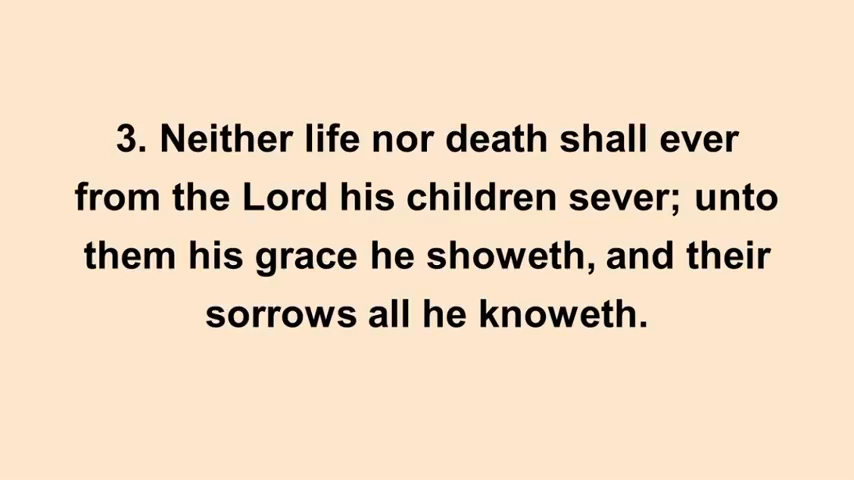 3. Neither life nor death shall ever
from the Lord his children sever; unto
them his grace he showeth, and their
sorrows all he knoweth.